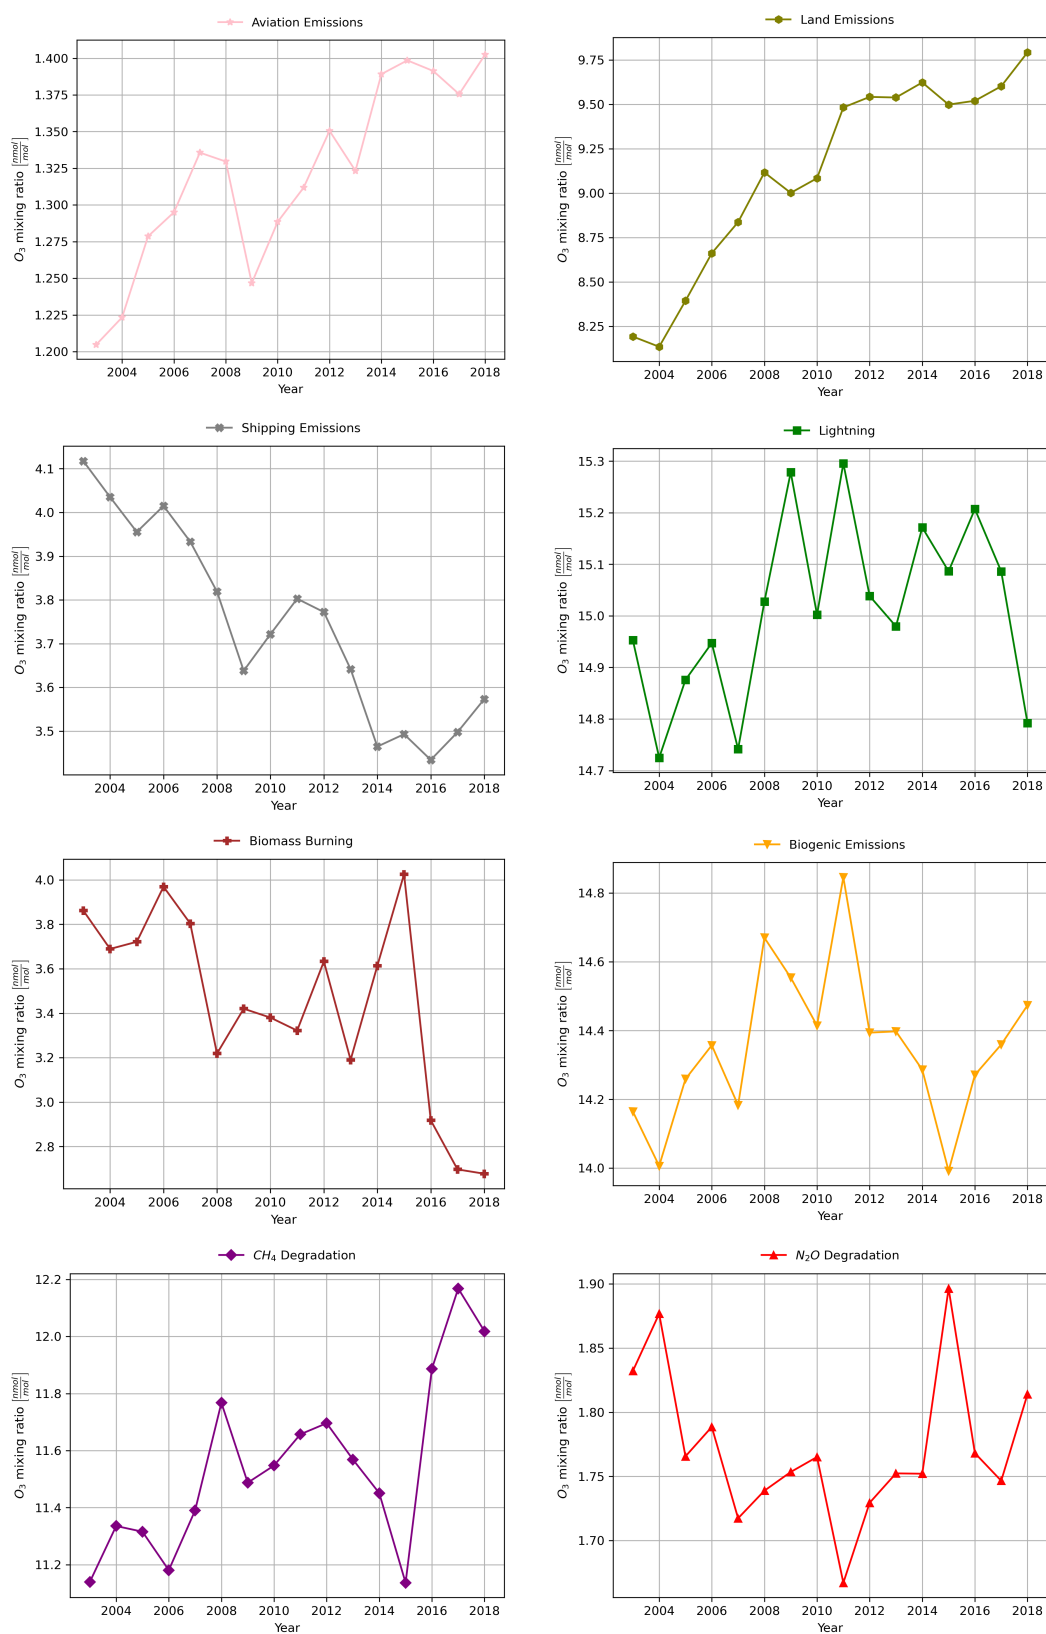 Aviation Emissions
O₃ mixing ratio [nmol/mol]
1.400
1.375
1.350
1.325
1.300
1.275
1.250
1.225
1.200
2004 2006 2008 2010 2012 2014 2016 2018
Year
Land Emissions
O₃ mixing ratio [nmol/mol]
9.75
9.50
9.25
9.00
8.75
8.50
8.25
2004 2006 2008 2010 2012 2014 2016 2018
Year
Shipping Emissions
O₃ mixing ratio [nmol/mol]
4.1
4.0
3.9
3.8
3.7
3.6
3.5
2004 2006 2008 2010 2012 2014 2016 2018
Year
Lightning
O₃ mixing ratio [nmol/mol]
15.3
15.2
15.1
15.0
14.9
14.8
14.7
2004 2006 2008 2010 2012 2014 2016 2018
Year
Biomass Burning
O₃ mixing ratio [nmol/mol]
4.0
3.8
3.6
3.4
3.2
3.0
2.8
2004 2006 2008 2010 2012 2014 2016 2018
Year
Biogenic Emissions
O₃ mixing ratio [nmol/mol]
14.8
14.6
14.4
14.2
14.0
2004 2006 2008 2010 2012 2014 2016 2018
Year
CH₄ Degradation
O₃ mixing ratio [nmol/mol]
12.2
12.0
11.8
11.6
11.4
11.2
2004 2006 2008 2010 2012 2014 2016 2018
Year
N₂O Degradation
O₃ mixing ratio [nmol/mol]
1.90
1.85
1.80
1.75
1.70
2004 2006 2008 2010 2012 2014 2016 2018
Year